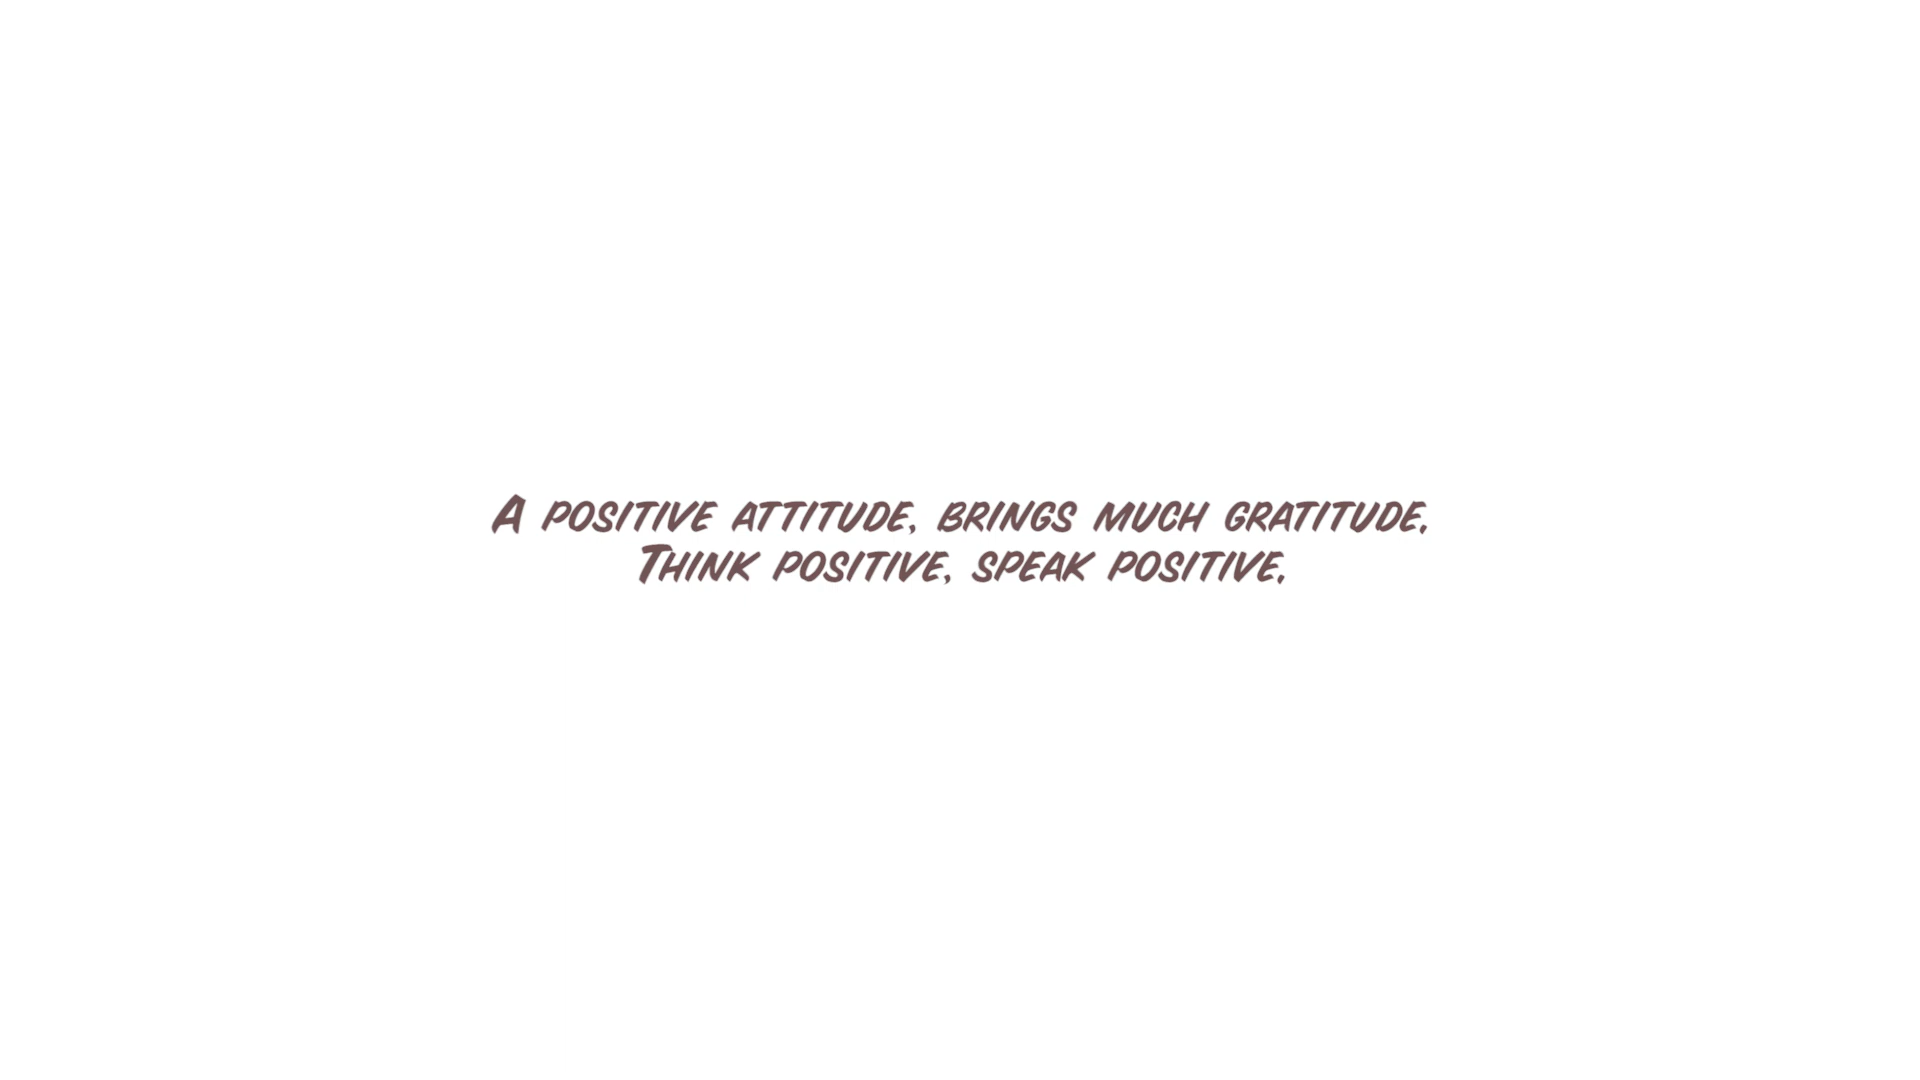 A positive attitude, brings much gratitude.
Think positive, speak positive.